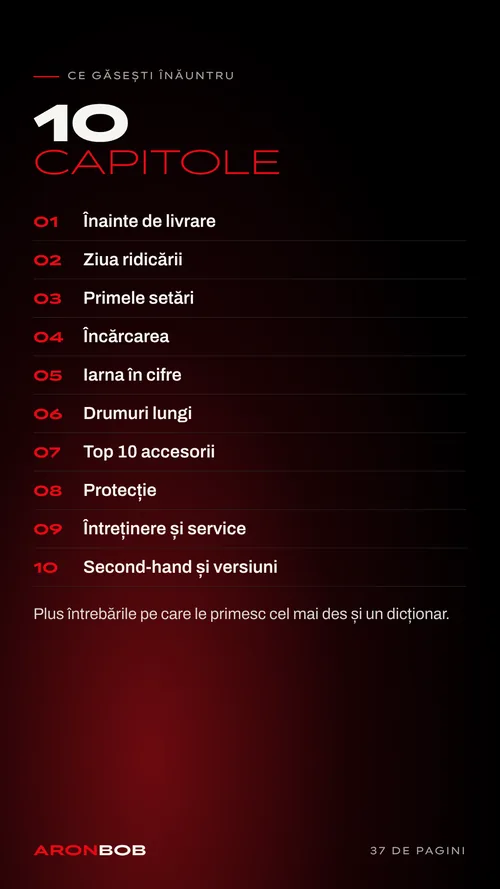 CE GĂSEȘTI ÎNĂUNTRU
10
CAPITOLE
01 Înainte de livrare
02 Ziua ridicării
03 Primele setări
04 Încărcarea
05 Iarna în cifre
06 Drumuri lungi
07 Top 10 accesorii
08 Protecție
09 Întreținere și service
10 Second-hand și versiuni
Plus întrebările pe care le primesc cel mai des și un dicționar.
ARONBOB 37 DE PAGINI